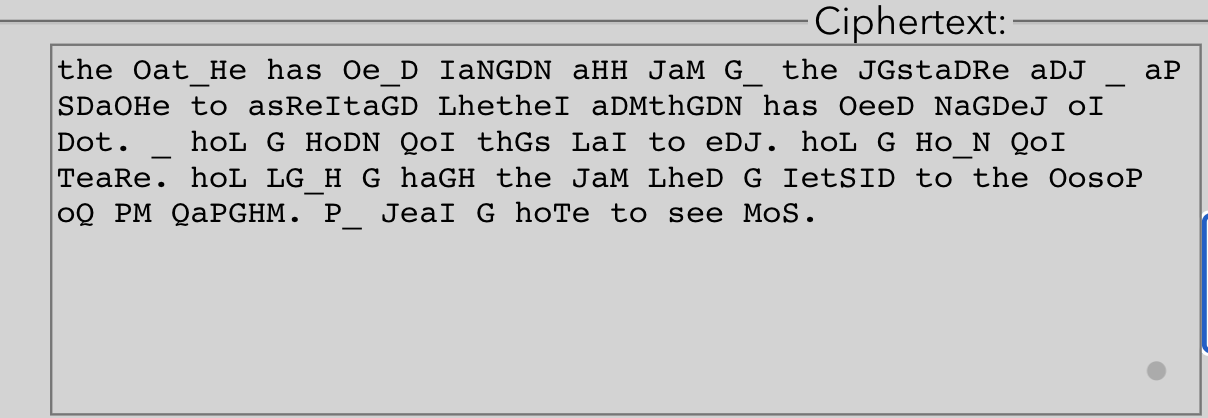 Ciphertext:
the Oat_He has Oe_D IaNGDN aHH JaM G_ the JGstaDRe aDJ _ aP
SDaOHe to asReItaGD LhetheI aDMthGDN has OeeD NaGDeJ oI
Dot. _ hoL G HoDN QoI thGs LaI to eDJ. hoL G Ho_N QoI
TeaRe. hoL LG_H G haGH the JaM LheD G IetSID to the OosoP
oQ PM QaPGHM. P_ JeaI G hoTe to see MoS.